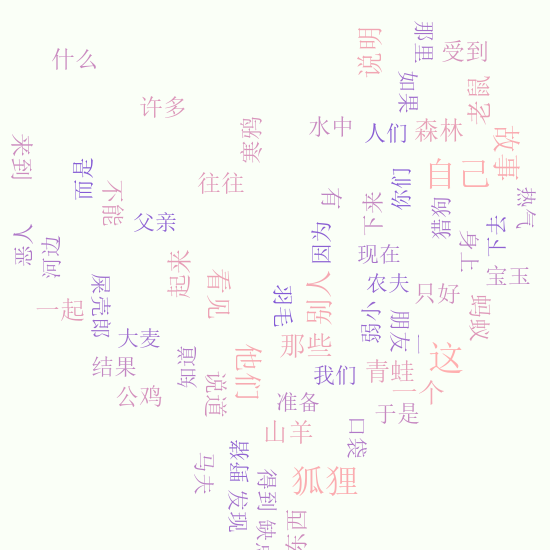 什么
那里
说明
受到
如果
老鼠
许多
寒鸦
水中
人们
森林
故事
来到
而是
不能
往往
自己
有
下来
你们
猎狗
热气
父亲
恶人
河边
因为
现在
身上
下去
宝玉
起来
看见
别人
农夫
只好
蚂蚁
一起
屎壳郎
羽毛
弱小
朋友
大麦
那些
这
结果
知道
他们
我们
青蛙
一个
公鸡
说道
准备
于是
山羊
口袋
马夫
狐狸
发现
得到
东西